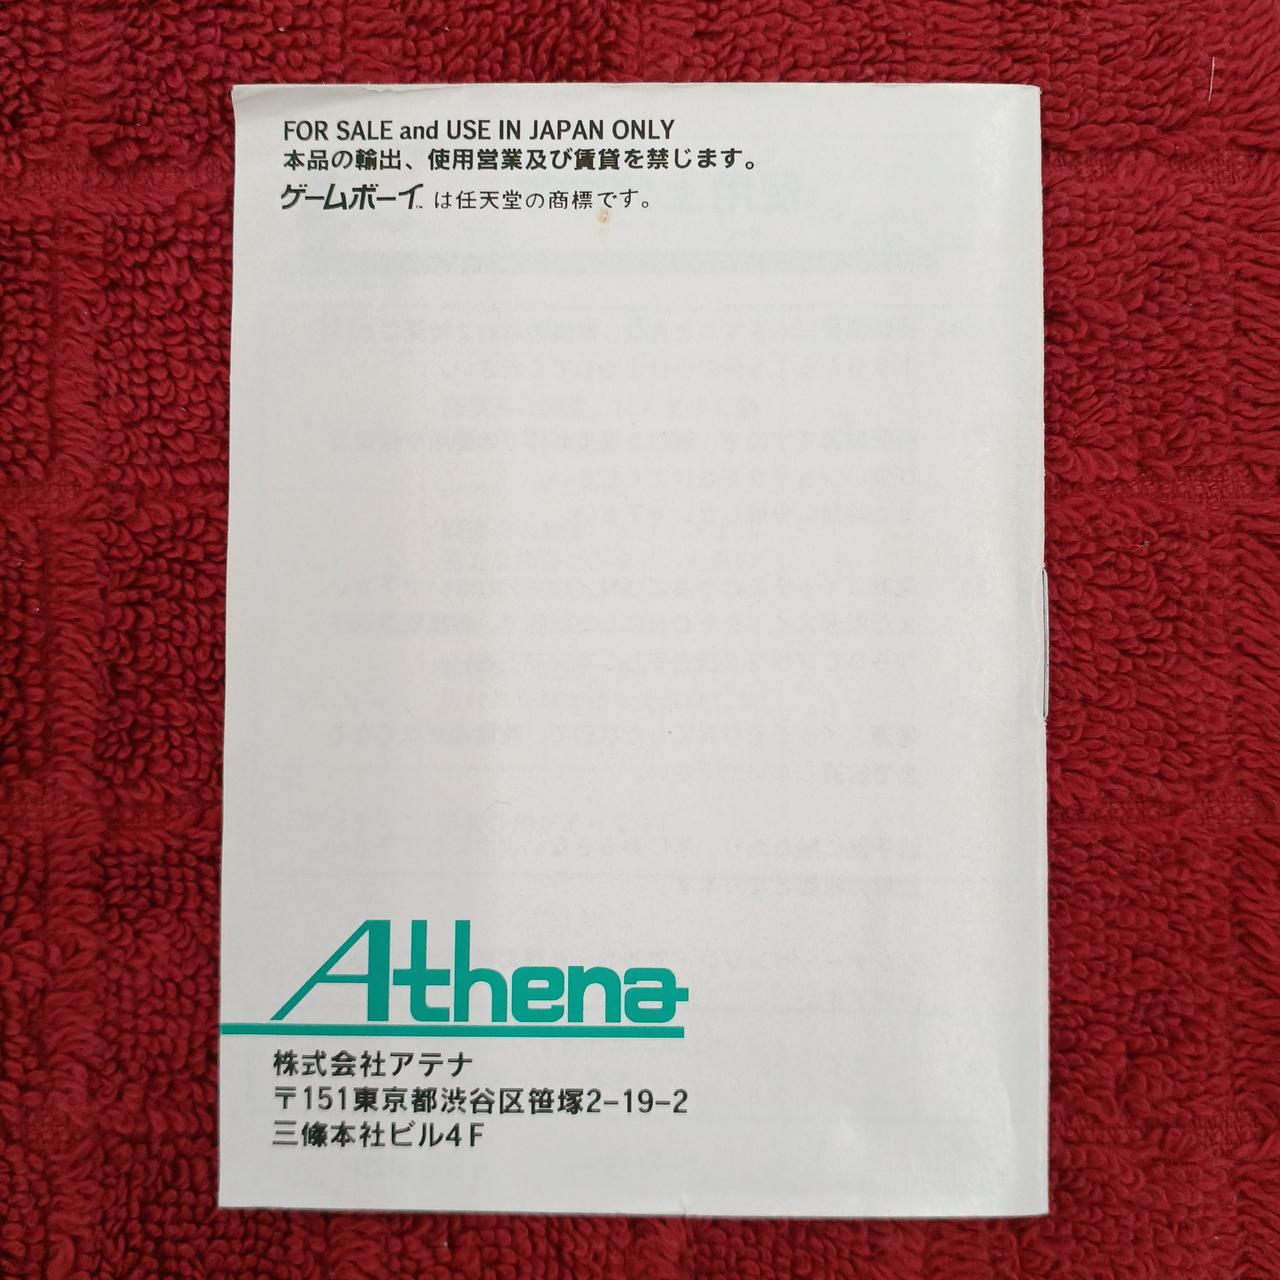 FOR SALE and USE IN JAPAN ONLY
本品の輸出、使用営業及び賃貸を禁じます。
ゲームボーイ™は任天堂の商標です。
Athena
株式会社アテナ
〒151東京都渋谷区笹塚2-19-2
三條本社ビル4F